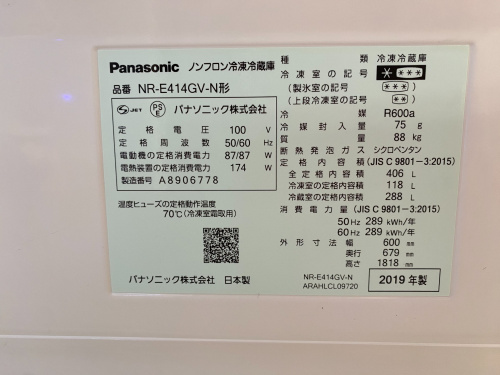 Panasonic ノンフロン冷凍冷蔵庫
品番 NR-E414GV-N形
S JET PS E パナソニック株式会社
定格電圧 100 V
定格周波数 50/60 Hz
電動機の定格消費電力 87/87 W
電熱装置の定格消費電力 174 W
製造番号 A8906778
温度ヒューズの定格動作温度
70℃(冷凍室霜取用)
パナソニック株式会社 日本製
種類 冷凍冷蔵庫
冷凍室の記号 * ***
(製氷室の記号) (***)
(上段冷凍室の記号) (***)
冷媒 R600a
冷媒封入量 75 g
質量 88 kg
断熱発泡ガス シクロペンタン
定格内容積 (JIS C 9801-3:2015)
全定格内容積 406 L
冷凍室の定格内容積 118 L
冷蔵室の定格内容積 288 L
消費電力量 (JIS C 9801-3:2015)
50Hz 289 kWh/年
60Hz 289 kWh/年
外形寸法 幅 600 mm
奥行 679 mm
高さ 1818 mm
NR-E414GV-N
ARAHLCL09720
2019年製